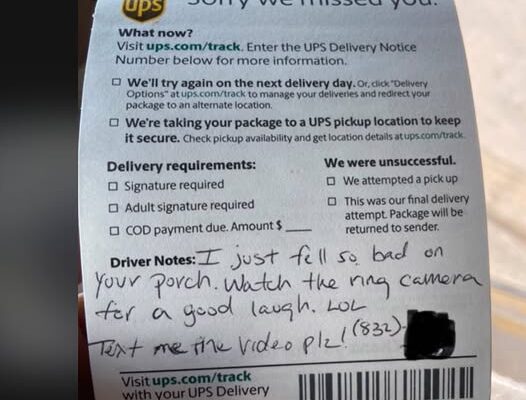 ups
Sorry we missed you.
What now?
Visit ups.com/track. Enter the UPS Delivery Notice
Number below for more information.
☐ We'll try again on the next delivery day. Or, click "Delivery
Options" at ups.com/track to manage your deliveries and redirect your
package to an alternate location.
☐ We're taking your package to a UPS pickup location to keep
it secure. Check pickup availability and get location details at ups.com/track.
Delivery requirements:
☐ Signature required
☐ Adult signature required
☐ COD payment due. Amount $ ____
We were unsuccessful.
☐ We attempted a pick up
☐ This was our final delivery
attempt. Package will be
returned to sender.
Driver Notes: I just fell so bad on
your porch. Watch the ring camera
for a good laugh. LOL
Text me the video plz! (832)-
Visit ups.com/track
with your UPS Delivery